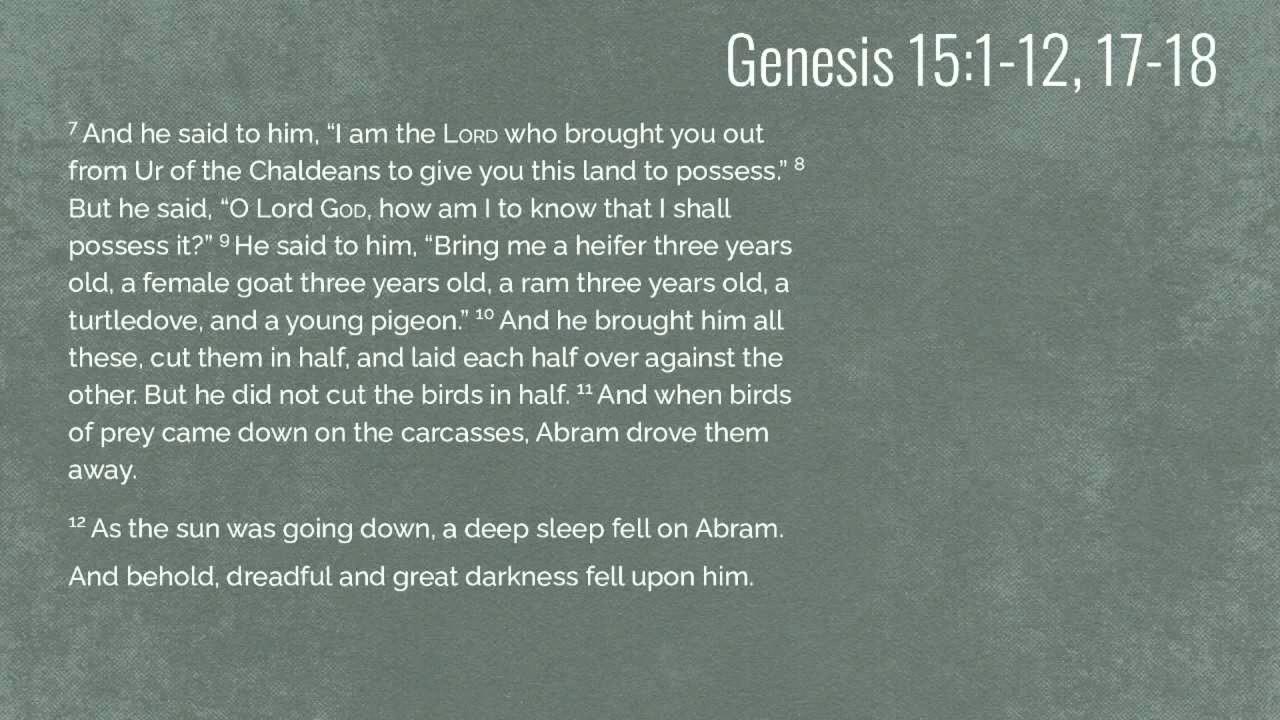 Genesis 15:1-12, 17-18
⁷ And he said to him, “I am the LORD who brought you out
from Ur of the Chaldeans to give you this land to possess.” ⁸
But he said, “O Lord GOD, how am I to know that I shall
possess it?” ⁹ He said to him, “Bring me a heifer three years
old, a female goat three years old, a ram three years old, a
turtledove, and a young pigeon.” ¹⁰ And he brought him all
these, cut them in half, and laid each half over against the
other. But he did not cut the birds in half. ¹¹ And when birds
of prey came down on the carcasses, Abram drove them
away.
¹² As the sun was going down, a deep sleep fell on Abram.
And behold, dreadful and great darkness fell upon him.